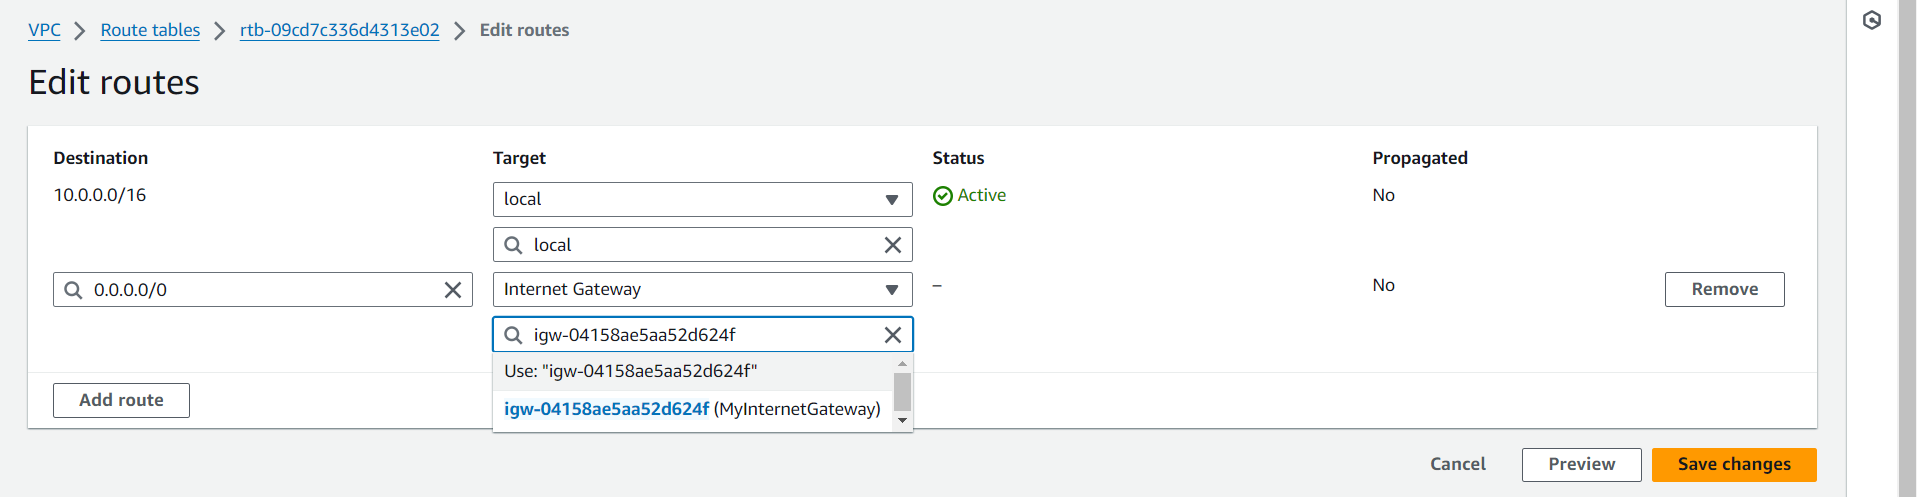 VPC > Route tables > rtb-09cd7c336d4313e02 > Edit routes
Edit routes
Destination Target Status Propagated
10.0.0.0/16 local Active No
local
0.0.0.0/0 Internet Gateway – No Remove
igw-04158ae5aa52d624f
Use: "igw-04158ae5aa52d624f"
Add route igw-04158ae5aa52d624f (MyInternetGateway)
Cancel Preview Save changes